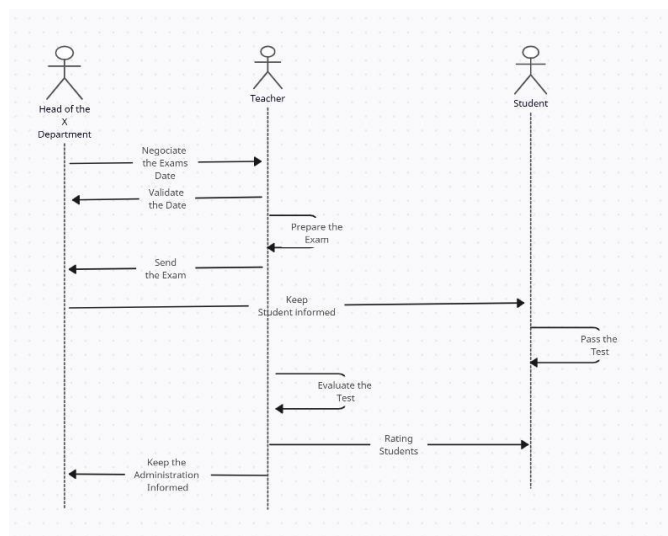 Head of the
X
Department
Teacher
Student
Negociate
the Exams
Date
Validate
the Date
Prepare the
Exam
Send
the Exam
Keep
Student informed
Pass the
Test
Evaluate the
Test
Rating
Students
Keep the
Administration
Informed